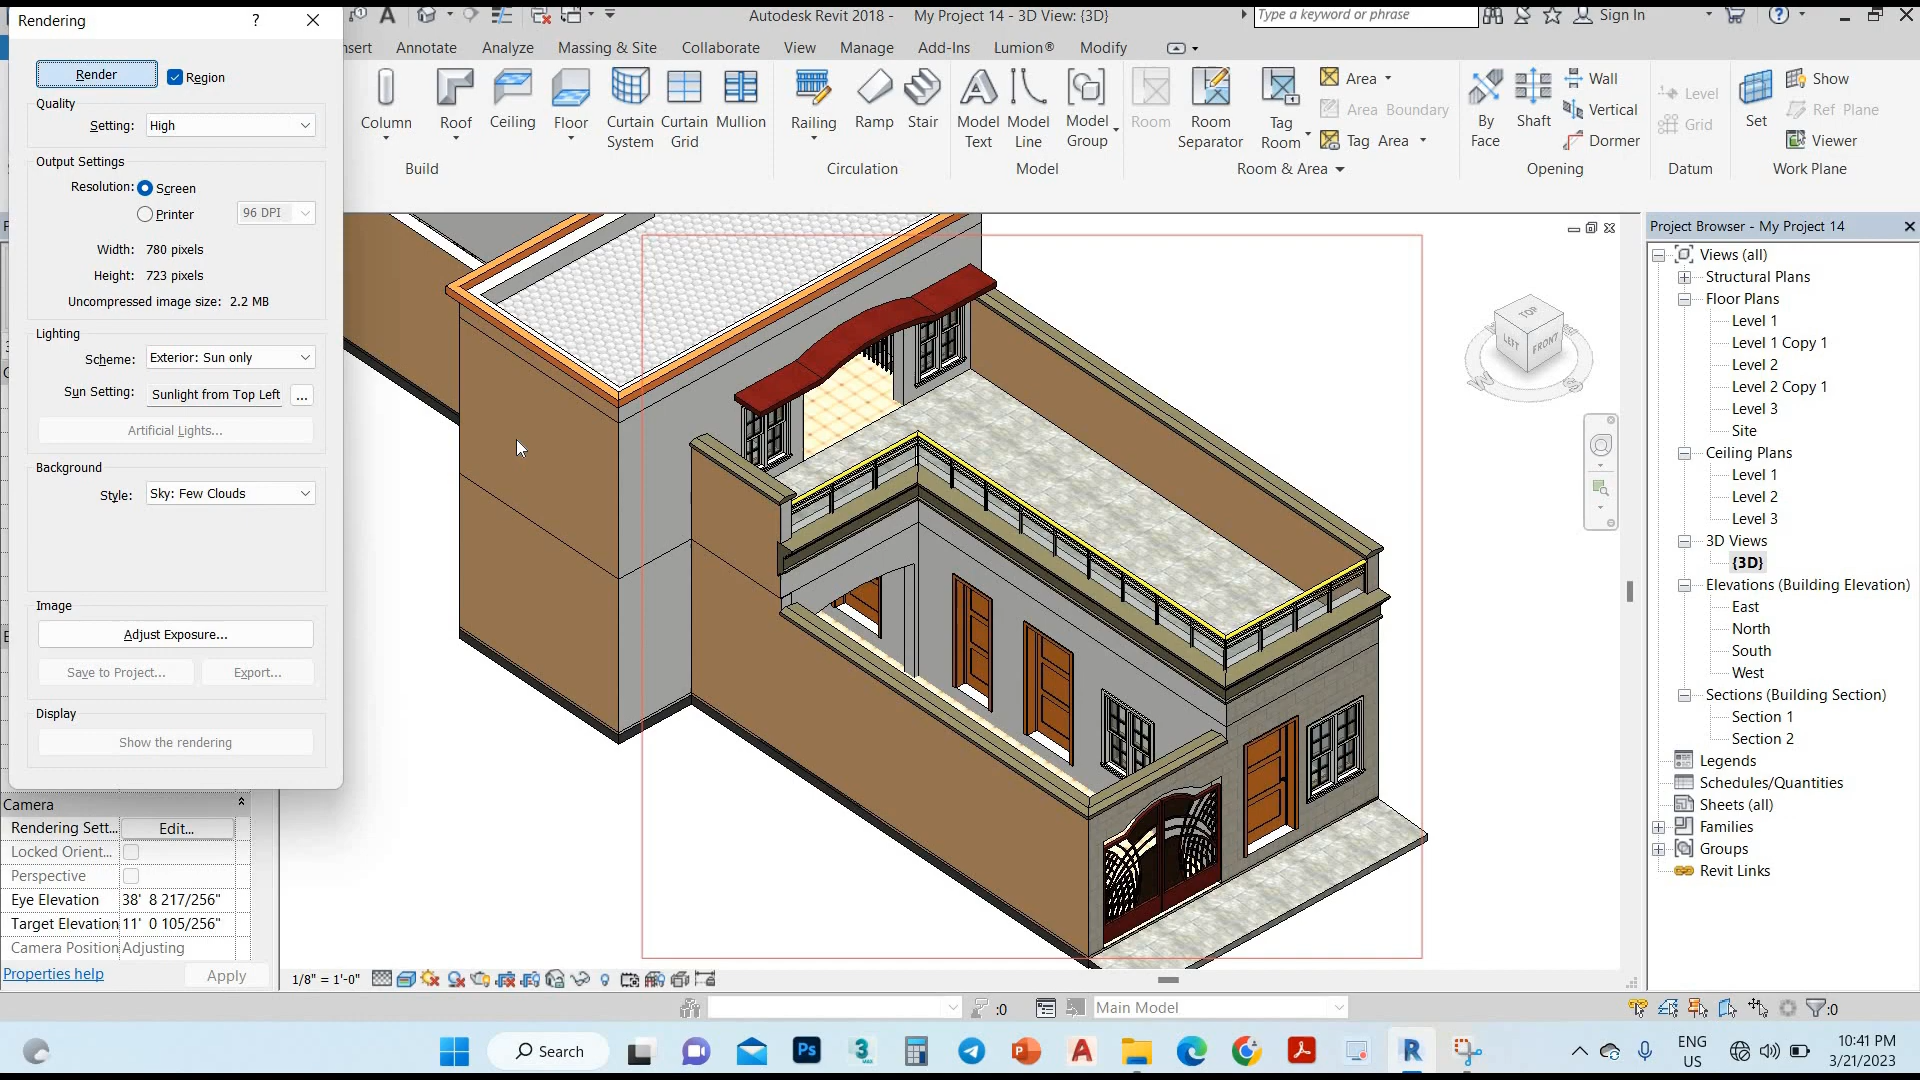 Rendering
?
Autodesk Revit 2018 -
My Project 14 - 3D View: {3D}
Type a keyword or phrase
Sign In
Annotate
Analyze
Massing & Site
Collaborate
View
Manage
Add-Ins
Lumion®
Modify
Render
Region
Quality
Setting: High
Output Settings
Resolution: Screen
Printer
96 DPI
Width: 780 pixels
Height: 723 pixels
Uncompressed image size: 2.2 MB
Lighting
Scheme: Exterior: Sun only
Sun Setting: Sunlight from Top Left
...
Artificial Lights...
Background
Style: Sky: Few Clouds
Image
Adjust Exposure...
Save to Project...
Export...
Display
Show the rendering
Column
Roof
Ceiling
Floor
Curtain System
Curtain Grid
Mullion
Build
Railing
Ramp
Stair
Circulation
Model Text
Model Line
Model Group
Model
Room
Room Separator
Tag Room
Area
Area Boundary
Tag Area
Room & Area
By Face
Shaft
Wall
Vertical
Dormer
Opening
Level
Grid
Datum
Set
Show
Ref Plane
Viewer
Work Plane
TOP
LEFT
FRONT
W
S
Project Browser - My Project 14
Views (all)
Structural Plans
Floor Plans
Level 1
Level 1 Copy 1
Level 2
Level 2 Copy 1
Level 3
Site
Ceiling Plans
Level 1
Level 2
Level 3
3D Views
{3D}
Elevations (Building Elevation)
East
North
South
West
Sections (Building Section)
Section 1
Section 2
Legends
Schedules/Quantities
Sheets (all)
Families
Groups
Revit Links
Camera
Rendering Sett... Edit...
Locked Orient...
Perspective
Eye Elevation 38' 8 217/256"
Target Elevation 11' 0 105/256"
Camera Position Adjusting
Properties help
Apply
1/8" = 1'-0"
:0
Main Model
:0
Search
Ps
3
ENG
US
10:41 PM
3/21/2023